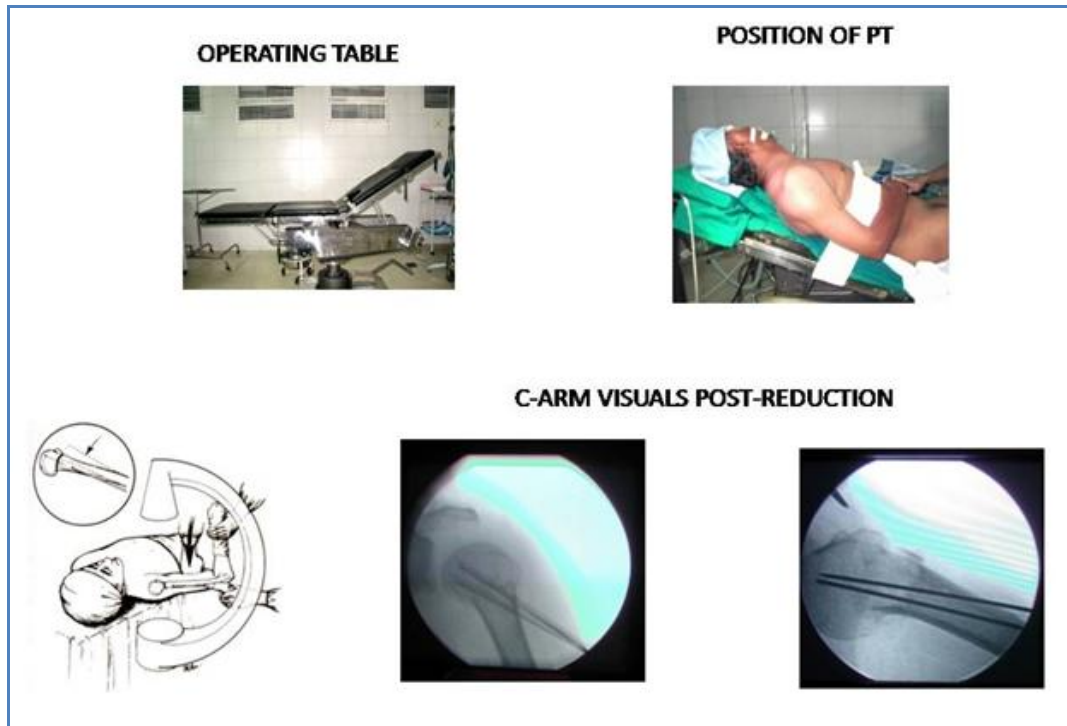 OPERATING TABLE
POSITION OF PT
C-ARM VISUALS POST-REDUCTION